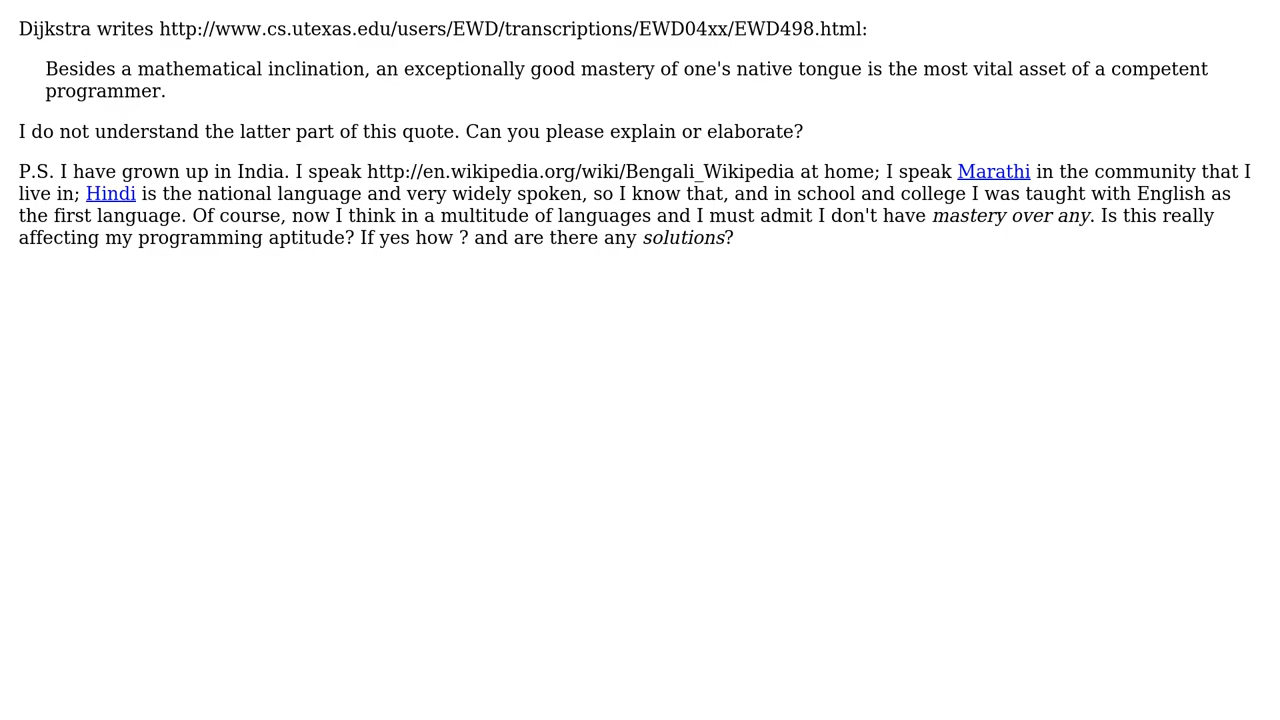 Dijkstra writes http://www.cs.utexas.edu/users/EWD/transcriptions/EWD04xx/EWD498.html:
Besides a mathematical inclination, an exceptionally good mastery of one's native tongue is the most vital asset of a competent
programmer.
I do not understand the latter part of this quote. Can you please explain or elaborate?
P.S. I have grown up in India. I speak http://en.wikipedia.org/wiki/Bengali_Wikipedia at home; I speak Marathi in the community that I
live in; Hindi is the national language and very widely spoken, so I know that, and in school and college I was taught with English as
the first language. Of course, now I think in a multitude of languages and I must admit I don't have mastery over any. Is this really
affecting my programming aptitude? If yes how ? and are there any solutions?